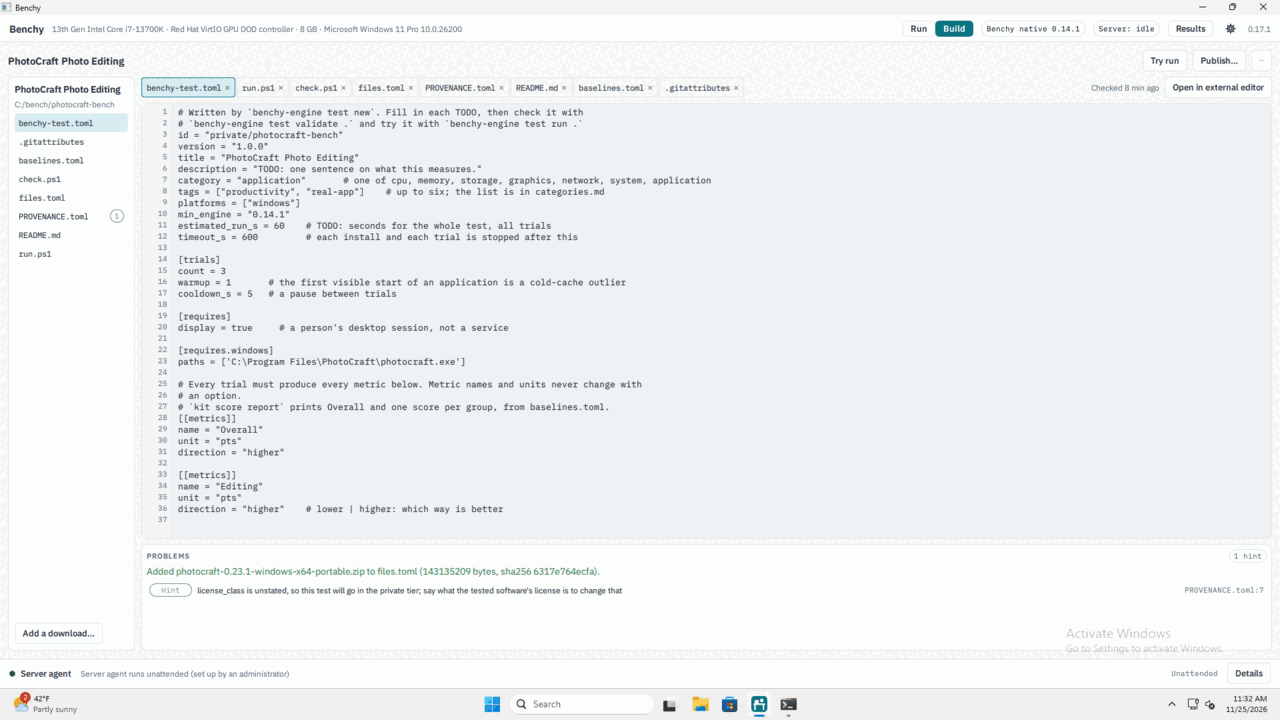 Benchy
Benchy 13th Gen Intel Core i7-13700K · Red Hat VirtIO GPU DOD controller · 8 GB · Microsoft Windows 11 Pro 10.0.26200 Run Build Benchy native 0.14.1 Server: idle Results 0.17.1
PhotoCraft Photo Editing Try run Publish...
PhotoCraft Photo Editing
C:/bench/photocraft-bench
benchy-test.toml
.gitattributes
baselines.toml
check.ps1
files.toml
PROVENANCE.toml 1
README.md
run.ps1
Add a download...
benchy-test.toml × run.ps1 × check.ps1 × files.toml × PROVENANCE.toml × README.md × baselines.toml × .gitattributes × Checked 8 min ago Open in external editor
1 # Written by `benchy-engine test new`. Fill in each TODO, then check it with
2 # `benchy-engine test validate .` and try it with `benchy-engine test run .`
3 id = "private/photocraft-bench"
4 version = "1.0.0"
5 title = "PhotoCraft Photo Editing"
6 description = "TODO: one sentence on what this measures."
7 category = "application" # one of cpu, memory, storage, graphics, network, system, application
8 tags = ["productivity", "real-app"] # up to six; the list is in categories.md
9 platforms = ["windows"]
10 min_engine = "0.14.1"
11 estimated_run_s = 60 # TODO: seconds for the whole test, all trials
12 timeout_s = 600 # each install and each trial is stopped after this
13
14 [trials]
15 count = 3
16 warmup = 1 # the first visible start of an application is a cold-cache outlier
17 cooldown_s = 5 # a pause between trials
18
19 [requires]
20 display = true # a person's desktop session, not a service
21
22 [requires.windows]
23 paths = ['C:\Program Files\PhotoCraft\photocraft.exe']
24
25 # Every trial must produce every metric below. Metric names and units never change with
26 # an option.
27 # `kit score report` prints Overall and one score per group, from baselines.toml.
28 [[metrics]]
29 name = "Overall"
30 unit = "pts"
31 direction = "higher"
32
33 [[metrics]]
34 name = "Editing"
35 unit = "pts"
36 direction = "higher" # lower | higher: which way is better
37
PROBLEMS 1 hint
Added photocraft-0.23.1-windows-x64-portable.zip to files.toml (143135209 bytes, sha256 6317e764ecfa).
Hint license_class is unstated, so this test will go in the private tier; say what the tested software's license is to change that PROVENANCE.toml:7
Activate Windows
Go to Settings to activate Windows.
Server agent Server agent runs unattended (set up by an administrator) Unattended Details
2 42°F
Partly sunny
Search
11:32 AM
11/25/2026